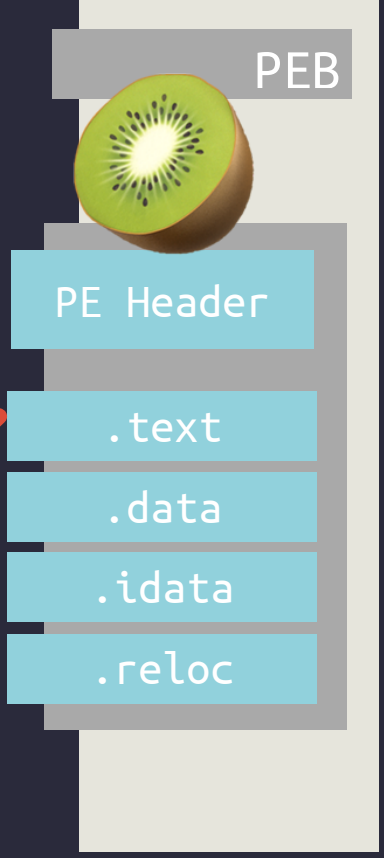 PEB
PE Header
.text
.data
.idata
.reloc